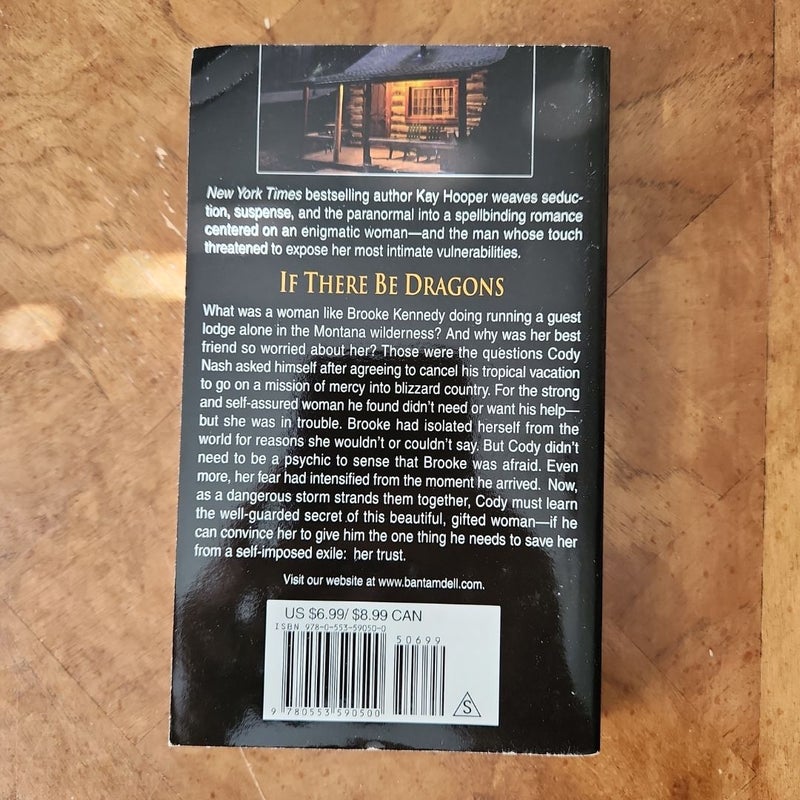 New York Times bestselling author Kay Hooper weaves seduc-
tion, suspense, and the paranormal into a spellbinding romance
centered on an enigmatic woman—and the man whose touch
threatened to expose her most intimate vulnerabilities.
IF THERE BE DRAGONS
What was a woman like Brooke Kennedy doing running a guest
lodge alone in the Montana wilderness? And why was her best
friend so worried about her? Those were the questions Cody
Nash asked himself after agreeing to cancel his tropical vacation
to go on a mission of mercy into blizzard country. For the strong
and self-assured woman he found didn't need or want his help—
but she was in trouble. Brooke had isolated herself from the
world for reasons she wouldn't or couldn't say. But Cody didn't
need to be a psychic to sense that Brooke was afraid. Even
more, her fear had intensified from the moment he arrived. Now,
as a dangerous storm strands them together, Cody must learn
the well-guarded secret of this beautiful, gifted woman—if he
can convince her to give him the one thing he needs to save her
from a self-imposed exile: her trust.
Visit our website at www.bantamdell.com.
US $6.99/ $8.99 CAN
ISBN 978-0-553-59050-0
50699
9 780553 590500
S